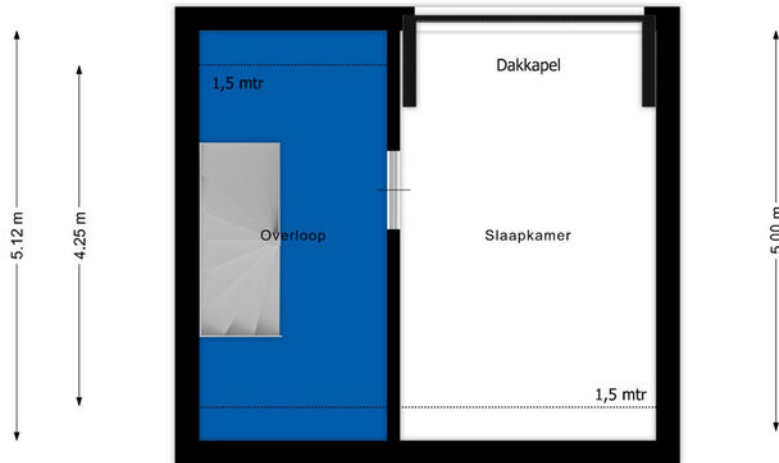 Dakkapel
1,5 mtr
5.12 m
4.25 m
Overloop
Slaapkamer
5.00 m
1,5 mtr